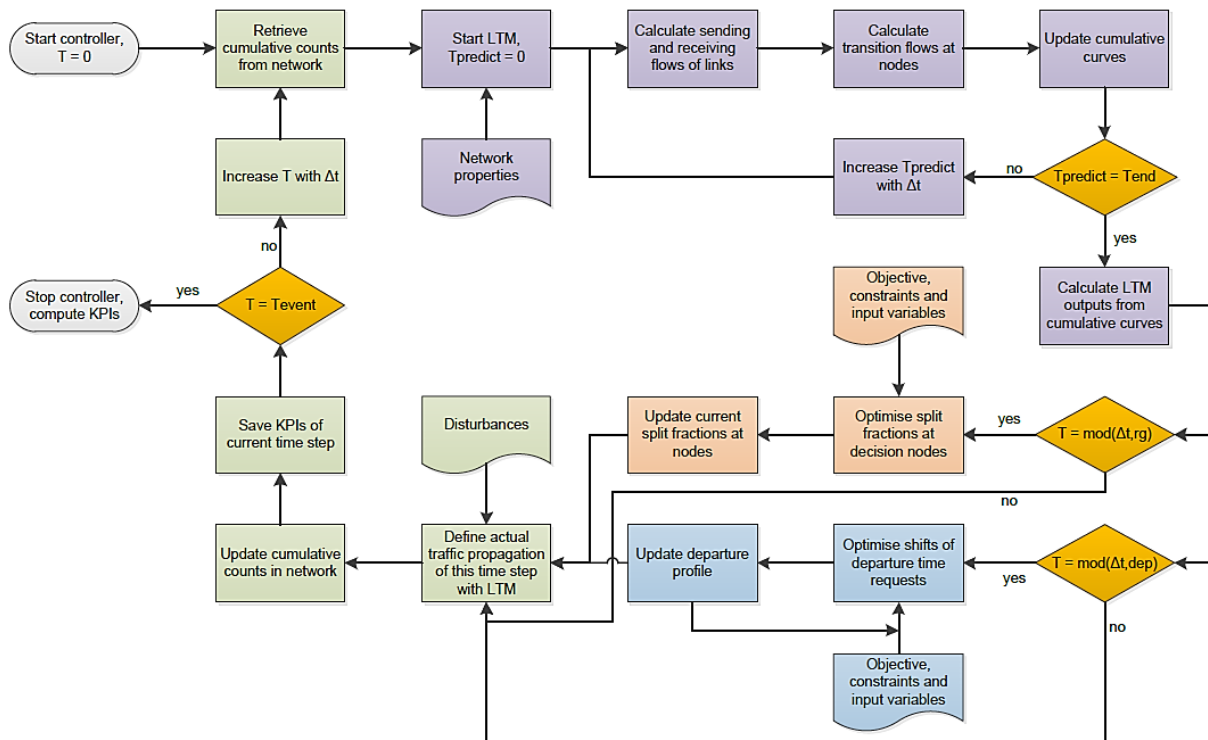 Start controller,
T = 0
Retrieve
cumulative counts
from network
Start LTM,
Tpredict = 0
Calculate sending
and receiving
flows of links
Calculate
transition flows at
nodes
Update cumulative
curves
Increase T with Δt
Network
properties
Increase Tpredict
with Δt
no
Tpredict = Tend
no
yes
Stop controller,
compute KPIs
yes
T = Tevent
Objective,
constraints and
input variables
Calculate LTM
outputs from
cumulative curves
Save KPIs of
current time step
Disturbances
Update current
split fractions at
nodes
Optimise split
fractions at
decision nodes
yes
T = mod(Δt,rg)
no
Update cumulative
counts in network
Define actual
traffic propagation
of this time step
with LTM
Update departure
profile
Optimise shifts of
departure time
requests
yes
T = mod(Δt,dep)
no
Objective,
constraints and
input variables